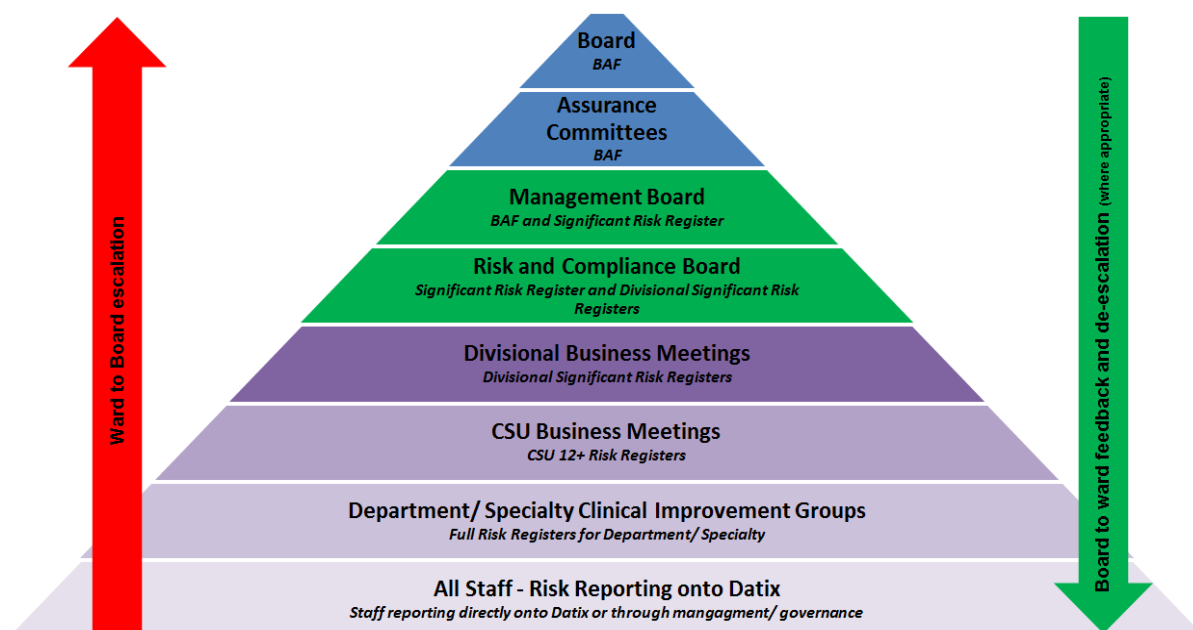 Board
BAF
Assurance
Committees
BAF
Management Board
BAF and Significant Risk Register
Risk and Compliance Board
Significant Risk Register and Divisional Significant Risk
Registers
Divisional Business Meetings
Divisional Significant Risk Registers
CSU Business Meetings
CSU 12+ Risk Registers
Department/ Specialty Clinical Improvement Groups
Full Risk Registers for Department/ Specialty
All Staff - Risk Reporting onto Datix
Staff reporting directly onto Datix or through mangagment/ governance
Ward to Board escalation
Board to ward feedback and de-escalation (where appropriate)